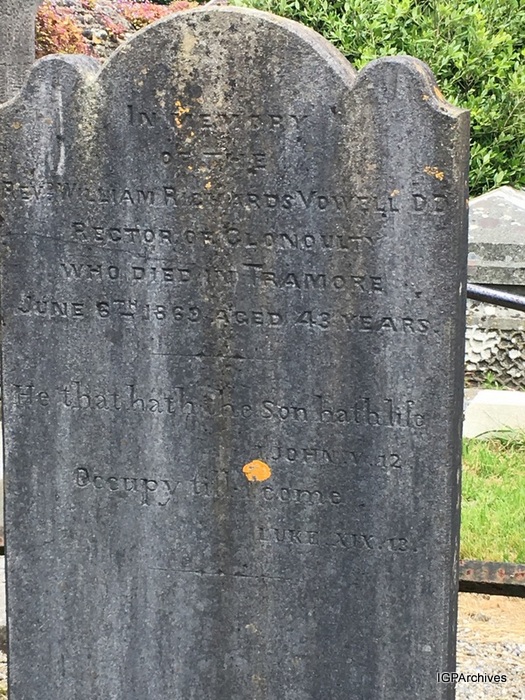 IN MEMORY
OF THE
REV. WILLIAM RICHARDS VOWELL DD
RECTOR OF CLONOULTY
WHO DIED IN TRAMORE
JUNE 6TH 1869 AGED 43 YEARS.
He that hath the Son hath life
I JOHN V. 12
Occupy till I come
LUKE XIX. 13.
IGPArchives